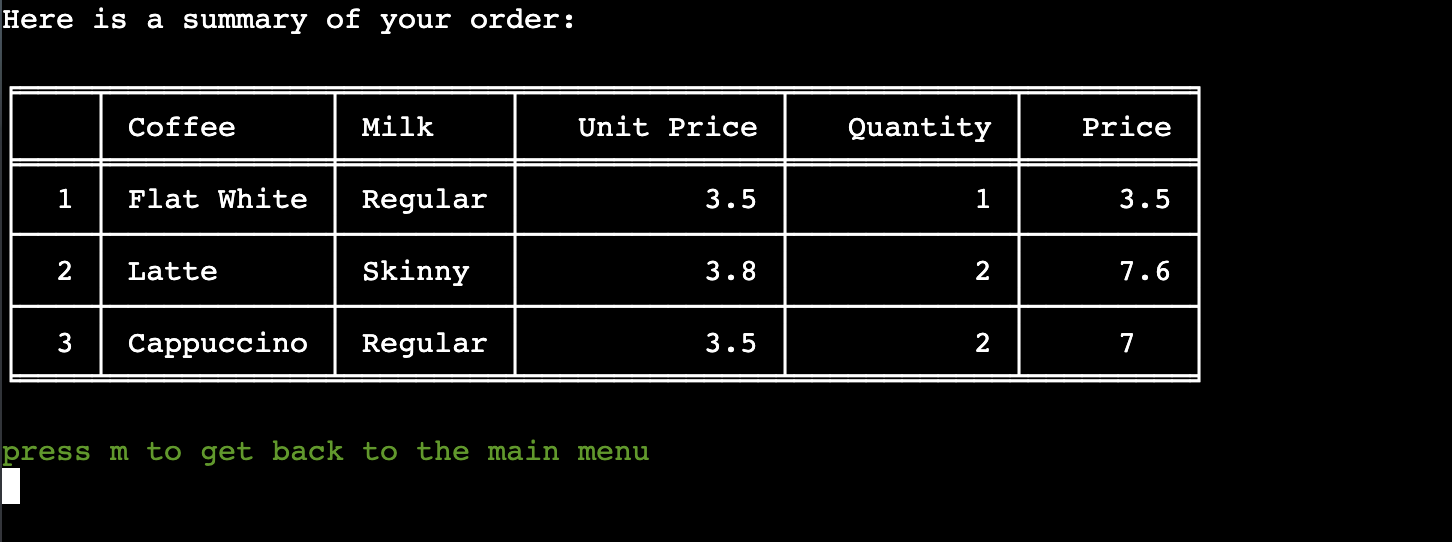 Here is a summary of your order:
Coffee Milk Unit Price Quantity Price
1 Flat White Regular 3.5 1 3.5
2 Latte Skinny 3.8 2 7.6
3 Cappuccino Regular 3.5 2 7
press m to get back to the main menu